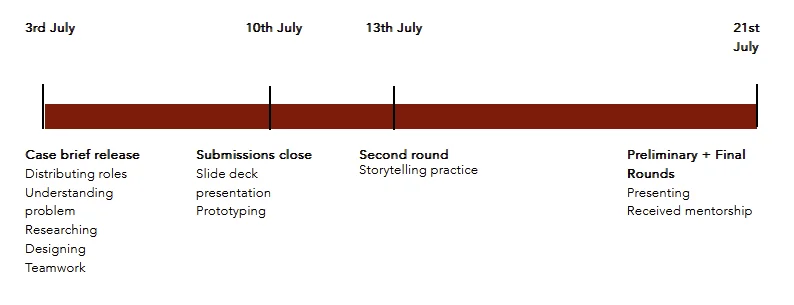 3rd July
10th July
13th July
21st
July
Case brief release
Distributing roles
Understanding
problem
Researching
Designing
Teamwork
Submissions close
Slide deck
presentation
Prototyping
Second round
Storytelling practice
Preliminary + Final
Rounds
Presenting
Received mentorship